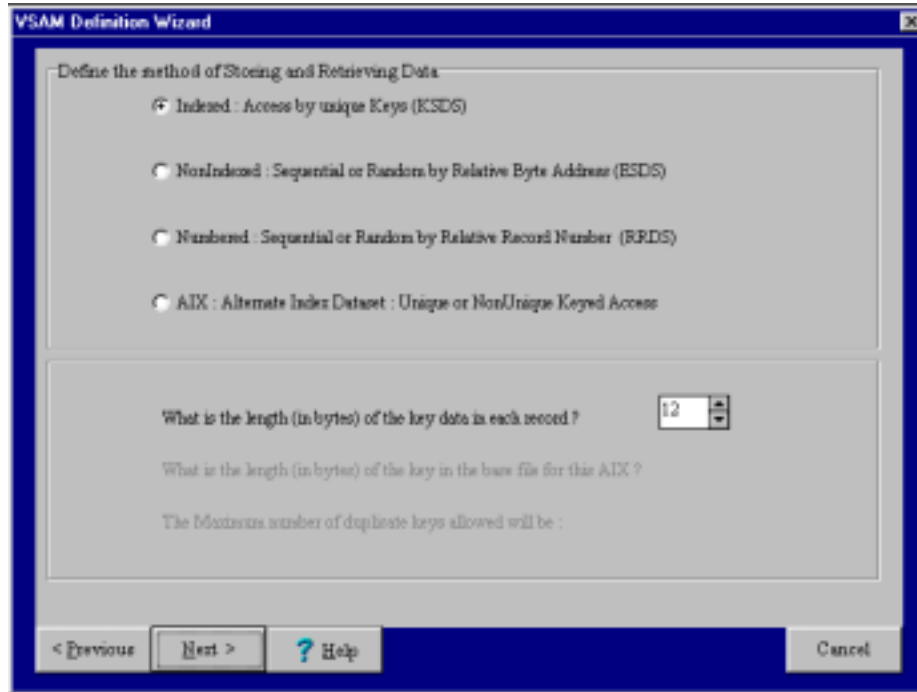 VSAM Definition Wizard
Define the method of Storing and Retrieving Data
Indexed : Access by unique Keys (KSDS)
NonIndexed : Sequential or Random by Relative Byte Address (ESDS)
Numbered : Sequential or Random by Relative Record Number (RRDS)
AIX : Alternate Index Dataset : Unique or NonUnique Keyed Access
What is the length (in bytes) of the key data in each record ? 12
What is the length (in bytes) of the key in the base file for this AIX ?
The Maximum number of duplicate keys allowed will be :
< Previous Next > ? Help Cancel